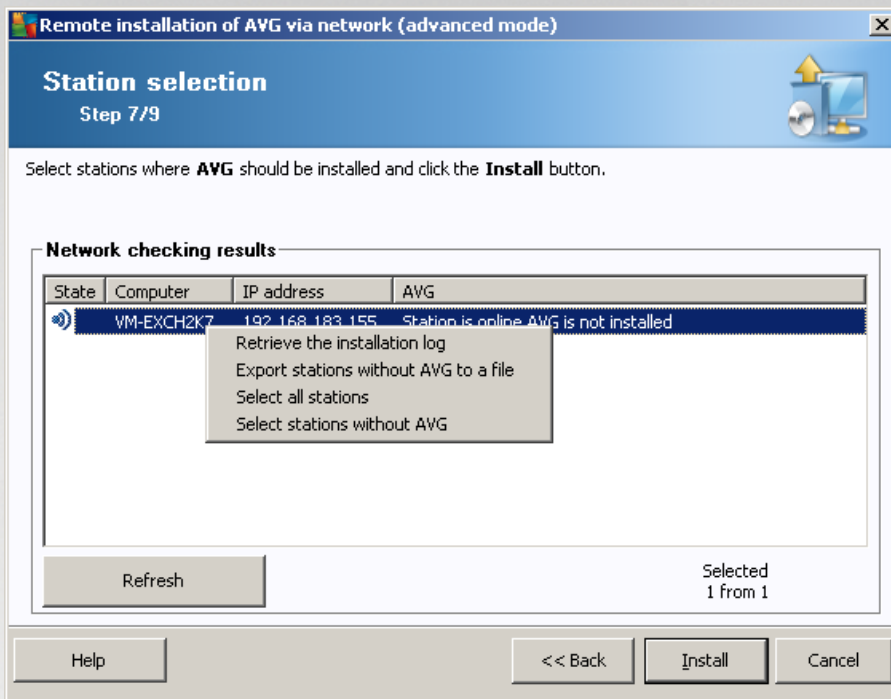 Remote installation of AVG via network (advanced mode)
Station selection
Step 7/9
Select stations where AVG should be installed and click the Install button.
Network checking results
State Computer IP address AVG
VM-EXCH2K7 192.168.183.155 Station is online AVG is not installed
Retrieve the installation log
Export stations without AVG to a file
Select all stations
Select stations without AVG
Refresh
Selected
1 from 1
Help << Back Install Cancel